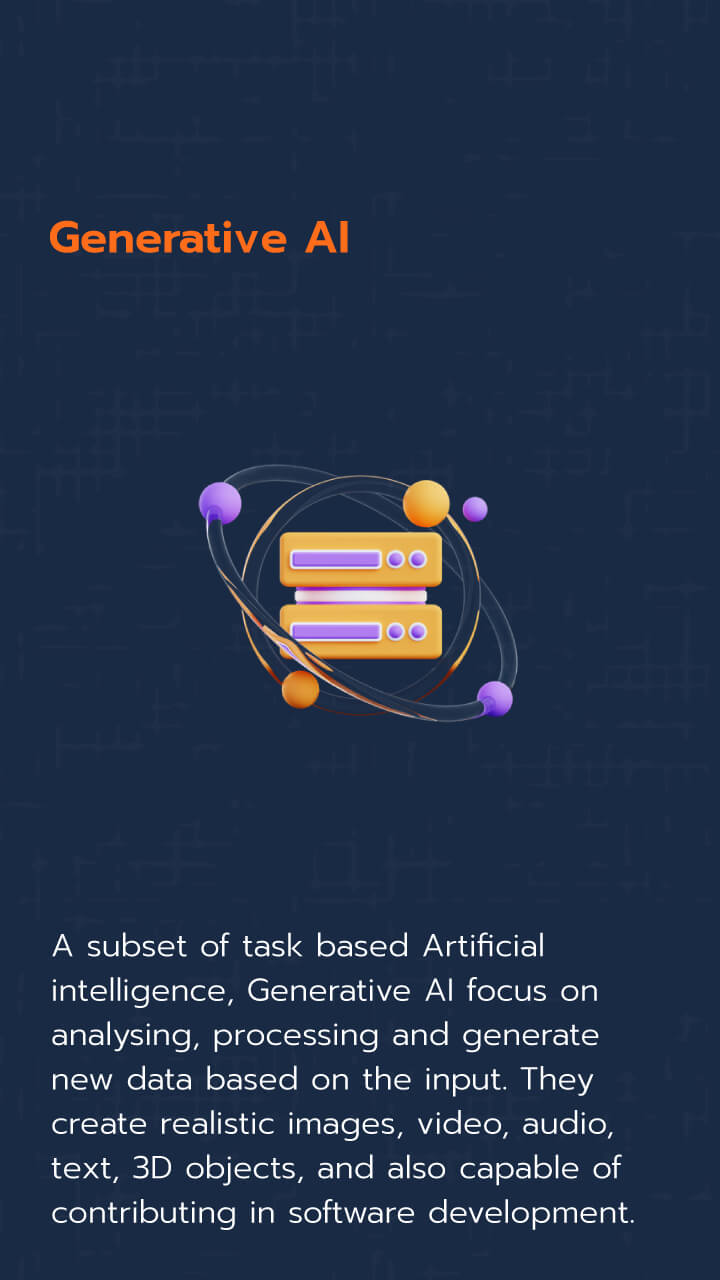 Generative AI
A subset of task based Artificial
intelligence, Generative AI focus on
analysing, processing and generate
new data based on the input. They
create realistic images, video, audio,
text, 3D objects, and also capable of
contributing in software development.